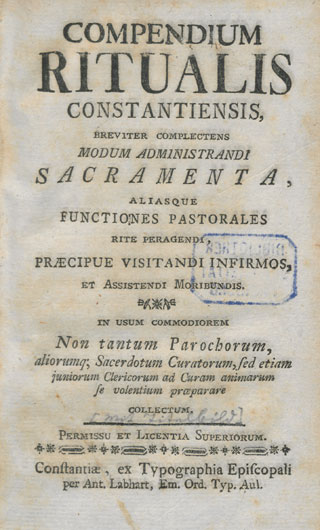 COMPENDIUM
RITUALIS
CONSTANTIENSIS,
BREVITER COMPLECTENS
MODUM ADMINISTRANDI
SACRAMENTA,
ALIASQUE
FUNCTIONES PASTORALES
RITE PERAGENDI,
PRÆCIPUE VISITANDI INFIRMOS,
ET ASSISTENDI MORIBUNDIS.
IN USUM COMMODIOREM
Non tantum Parochorum,
aliorumq; Sacerdotum Curatorum, sed etiam
juniorum Clericorum ad Curam animarum
se volentium præparare
COLLECTUM.
[mit Titelbild]
PERMISSU ET LICENTIA SUPERIORUM.
Constantiæ, ex Typographia Episcopali
per Ant. Labhart, Em. Ord. Typ. Aul.